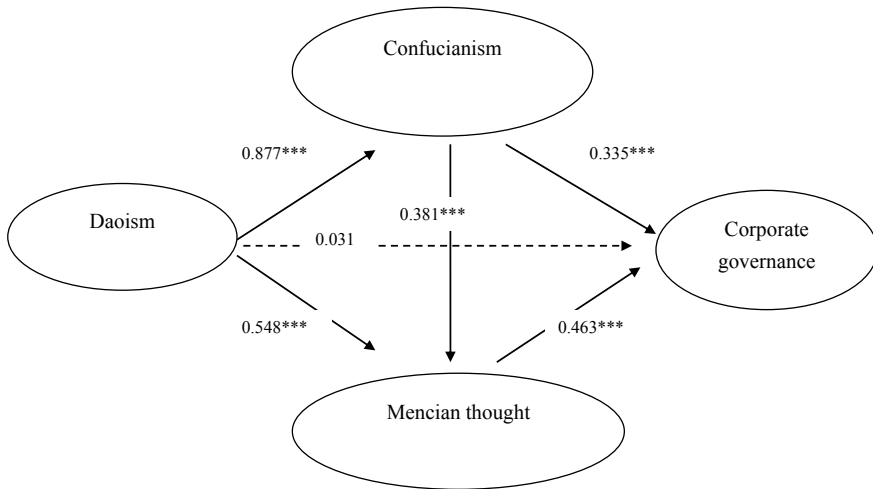 Confucianism
0.877***
0.335***
Daoism
0.381***
0.031
Corporate
governance
0.548***
0.463***
Mencian thought